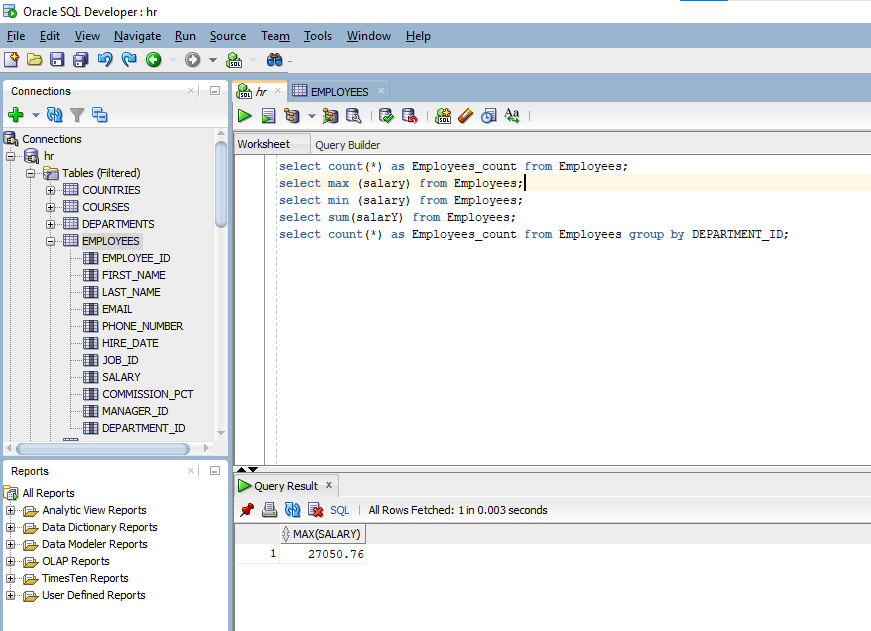 Oracle SQL Developer : hr
File Edit View Navigate Run Source Team Tools Window Help
Connections
Connections
hr
Tables (Filtered)
COUNTRIES
COURSES
DEPARTMENTS
EMPLOYEES
EMPLOYEE_ID
FIRST_NAME
LAST_NAME
EMAIL
PHONE_NUMBER
HIRE_DATE
JOB_ID
SALARY
COMMISSION_PCT
MANAGER_ID
DEPARTMENT_ID
Reports
All Reports
Analytic View Reports
Data Dictionary Reports
Data Modeler Reports
OLAP Reports
TimesTen Reports
User Defined Reports
hr EMPLOYEES
Aa
Worksheet Query Builder
select count(*) as Employees_count from Employees;
select max (salary) from Employees;
select min (salary) from Employees;
select sum(salarY) from Employees;
select count(*) as Employees_count from Employees group by DEPARTMENT_ID;
Query Result x
SQL | All Rows Fetched: 1 in 0.003 seconds
MAX(SALARY)
1 27050.76